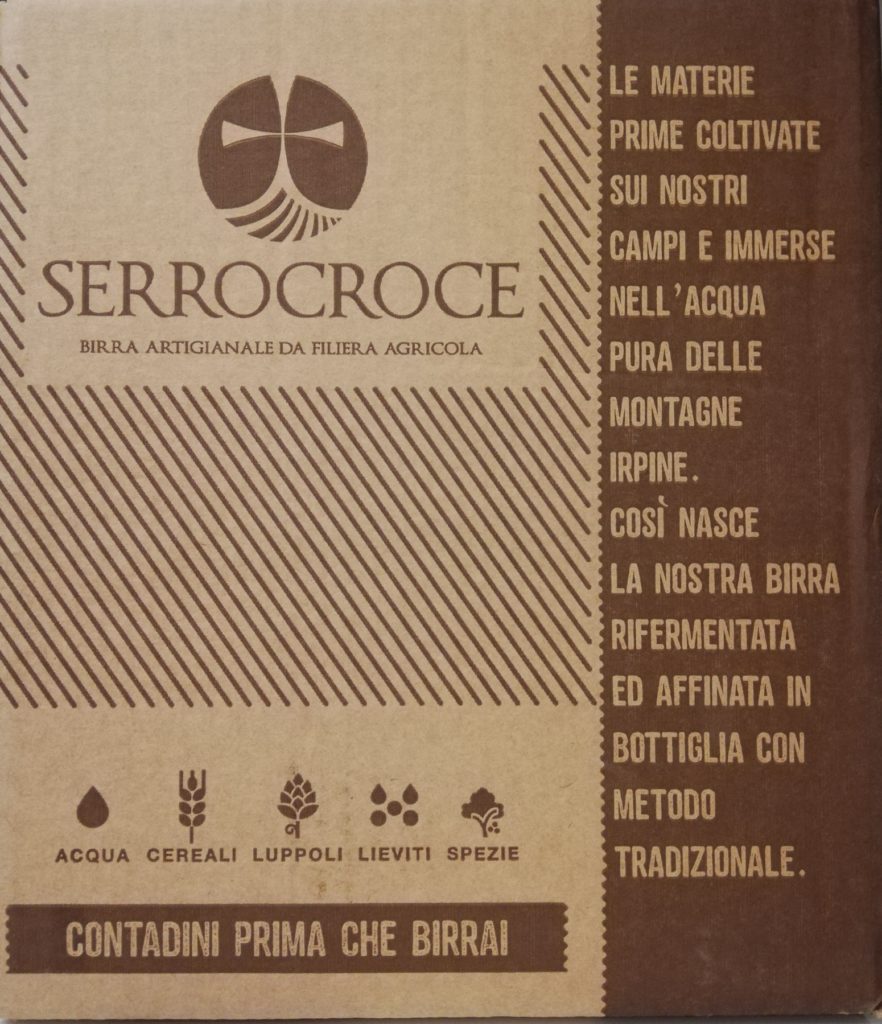 SERROCROCE
BIRRA ARTIGIANALE DA FILIERA AGRICOLA
ACQUA CEREALI LUPPOLI LIEVITI SPEZIE
CONTADINI PRIMA CHE BIRRAI
LE MATERIE
PRIME COLTIVATE
SUI NOSTRI
CAMPI E IMMERSE
NELL'ACQUA
PURA DELLE
MONTAGNE
IRPINE.
COSÌ NASCE
LA NOSTRA BIRRA
RIFERMENTATA
ED AFFINATA IN
BOTTIGLIA CON
METODO
TRADIZIONALE.